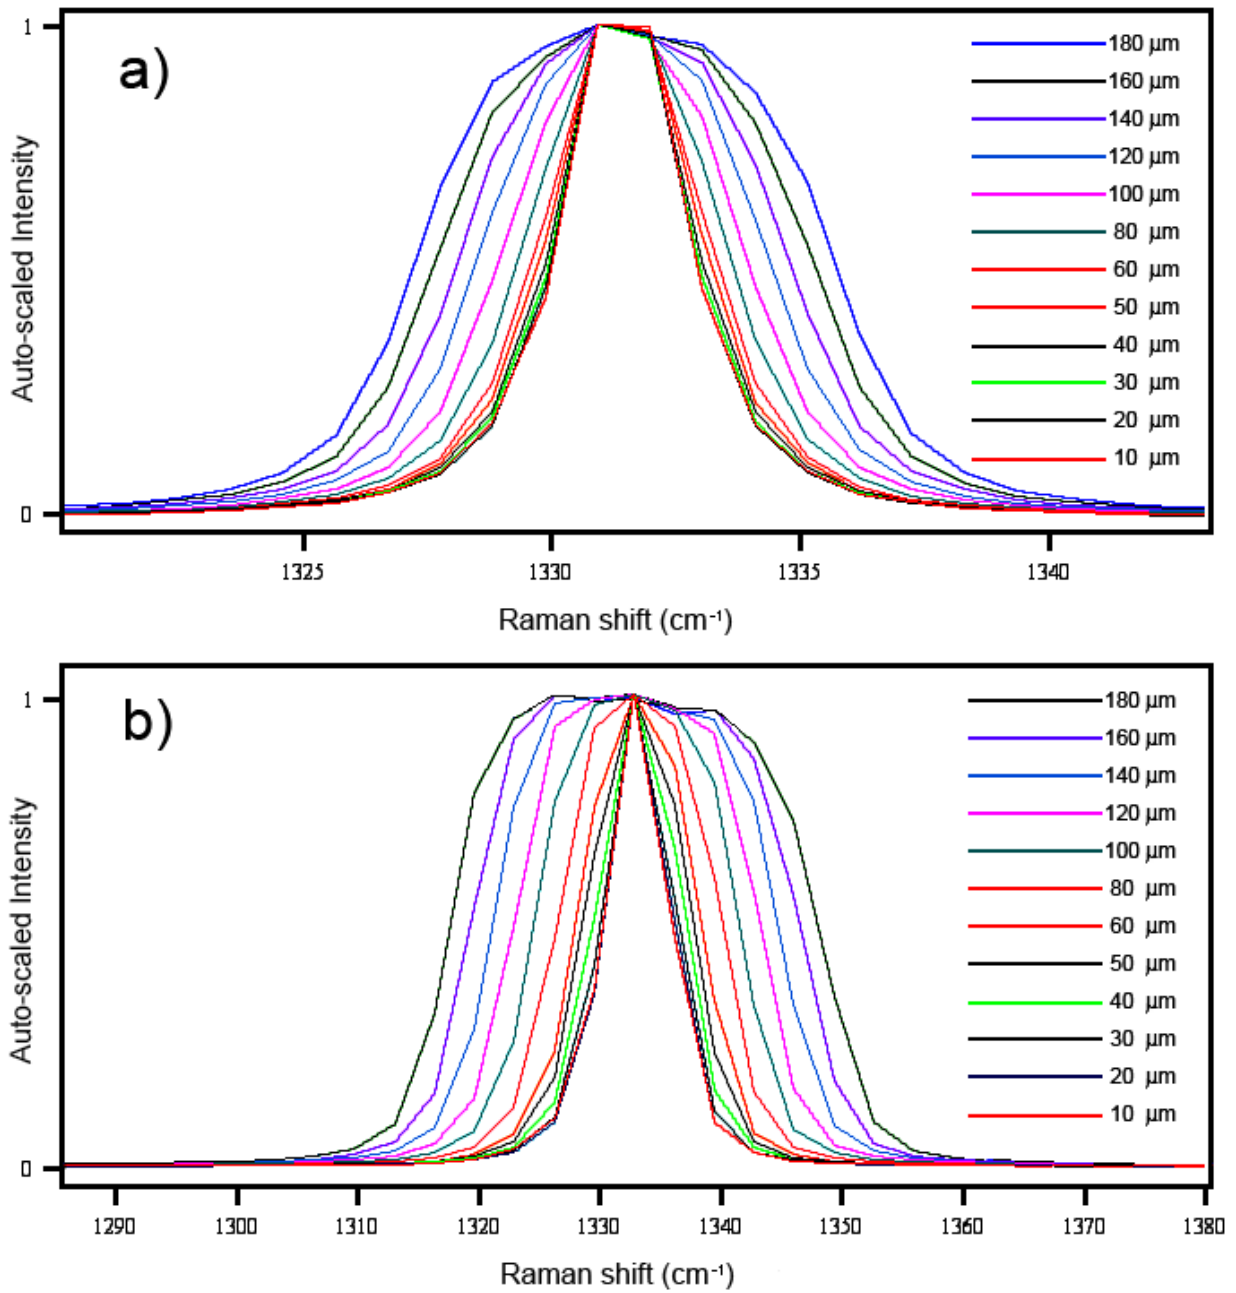 a)
1
0
Auto-scaled Intensity
180 µm
160 µm
140 µm
120 µm
100 µm
80 µm
60 µm
50 µm
40 µm
30 µm
20 µm
10 µm
1325 1330 1335 1340
Raman shift (cm⁻¹)
b)
1
0
Auto-scaled Intensity
180 µm
160 µm
140 µm
120 µm
100 µm
80 µm
60 µm
50 µm
40 µm
30 µm
20 µm
10 µm
1290 1300 1310 1320 1330 1340 1350 1360 1370 1380
Raman shift (cm⁻¹)